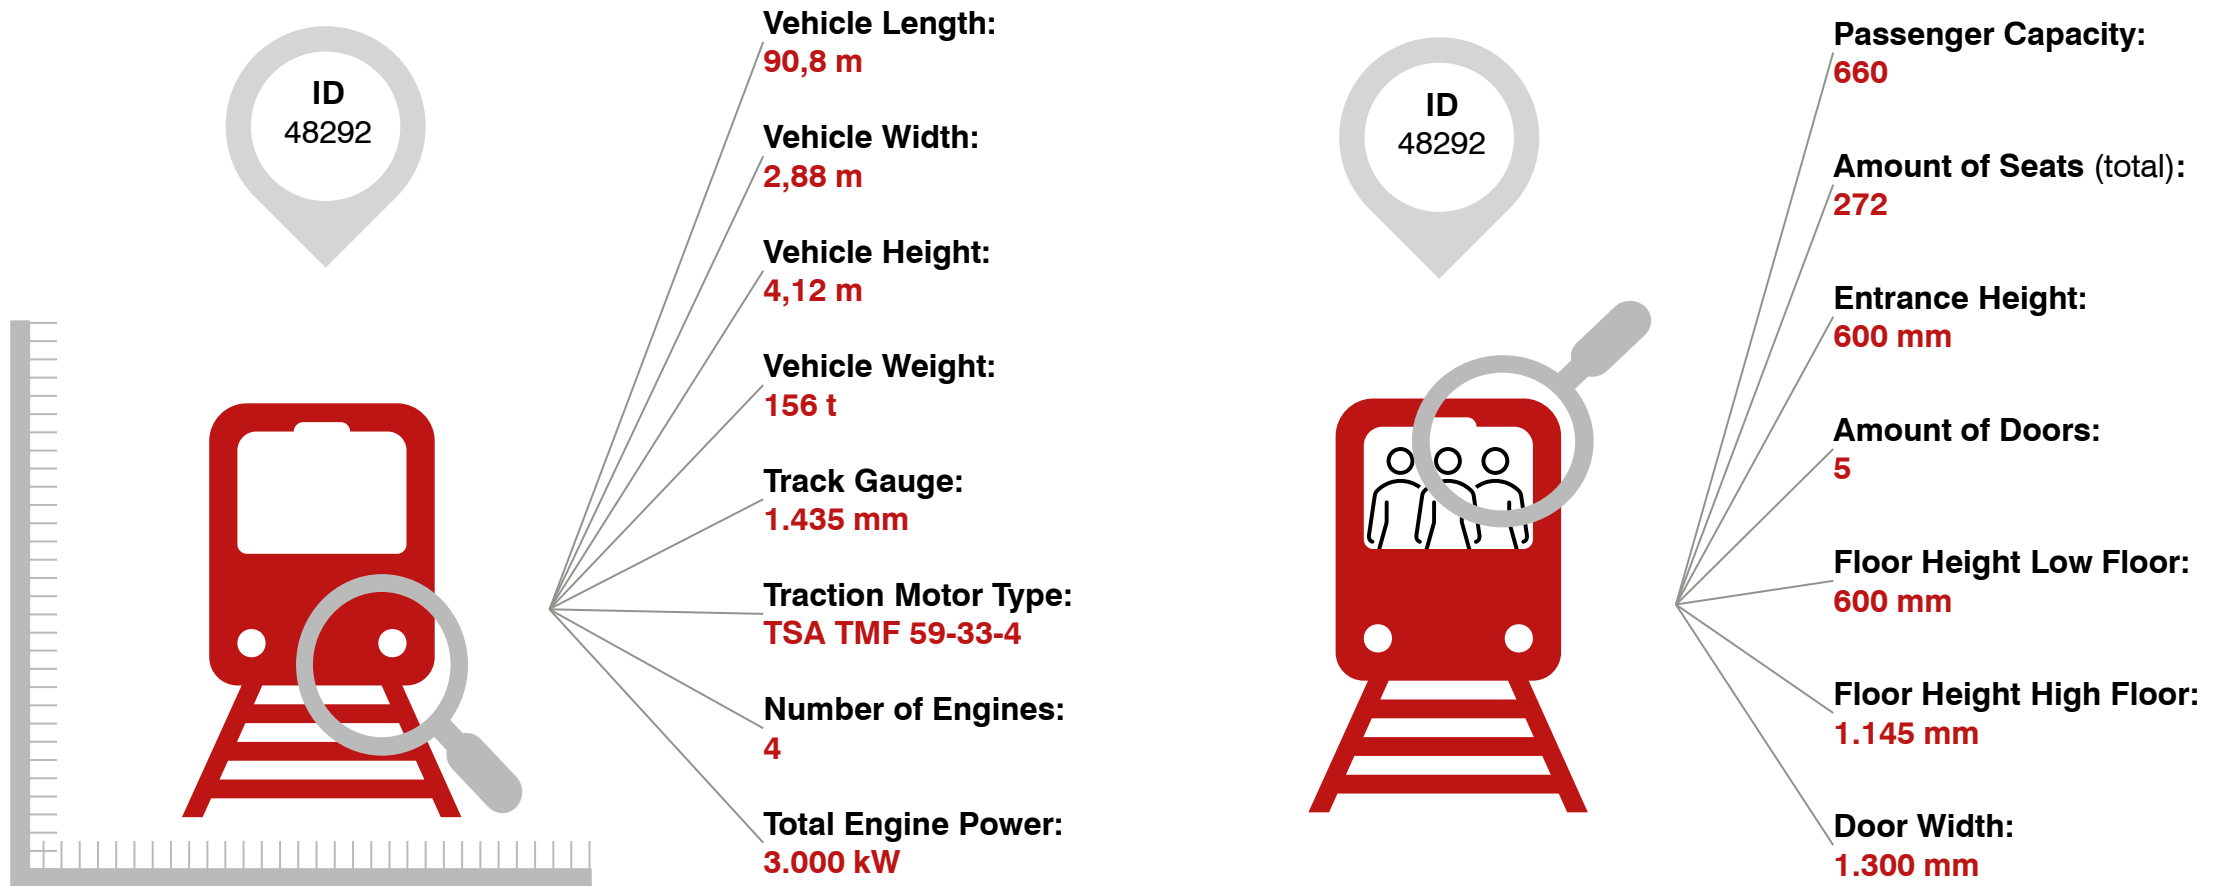 ID
48292
Vehicle Length:
90,8 m
Vehicle Width:
2,88 m
Vehicle Height:
4,12 m
Vehicle Weight:
156 t
Track Gauge:
1.435 mm
Traction Motor Type:
TSA TMF 59-33-4
Number of Engines:
4
Total Engine Power:
3.000 kW
ID
48292
Passenger Capacity:
660
Amount of Seats (total):
272
Entrance Height:
600 mm
Amount of Doors:
5
Floor Height Low Floor:
600 mm
Floor Height High Floor:
1.145 mm
Door Width:
1.300 mm